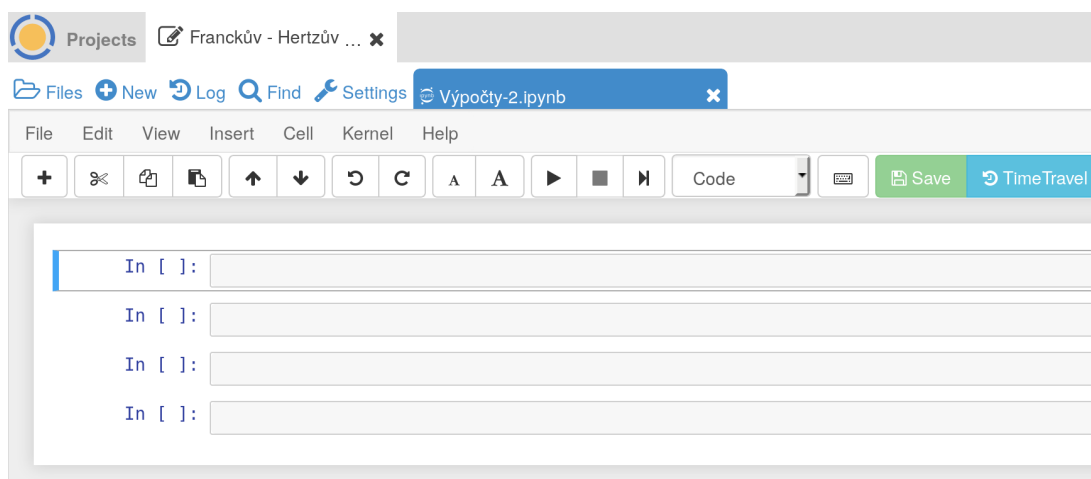 Projects Franckův - Hertzův ...
Files New Log Find Settings Výpočty-2.ipynb
File Edit View Insert Cell Kernel Help
A A Code Save TimeTravel
In [ ]:
In [ ]:
In [ ]:
In [ ]: